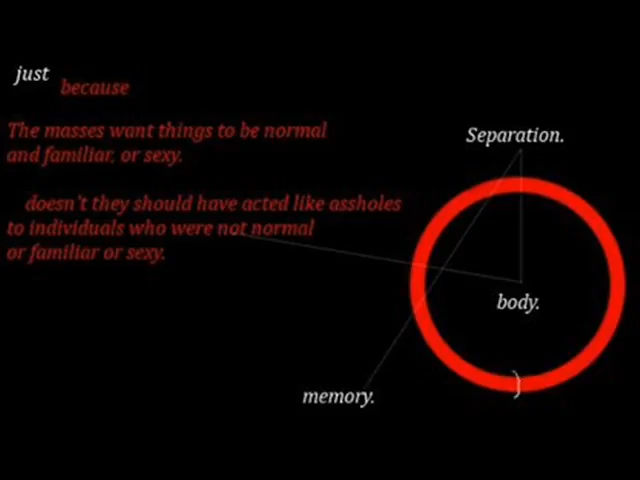 just
because
The masses want things to be normal
and familiar, or sexy.
doesn't they should have acted like assholes
to individuals who were not normal
or familiar or sexy.
Separation.
body.
memory.
)